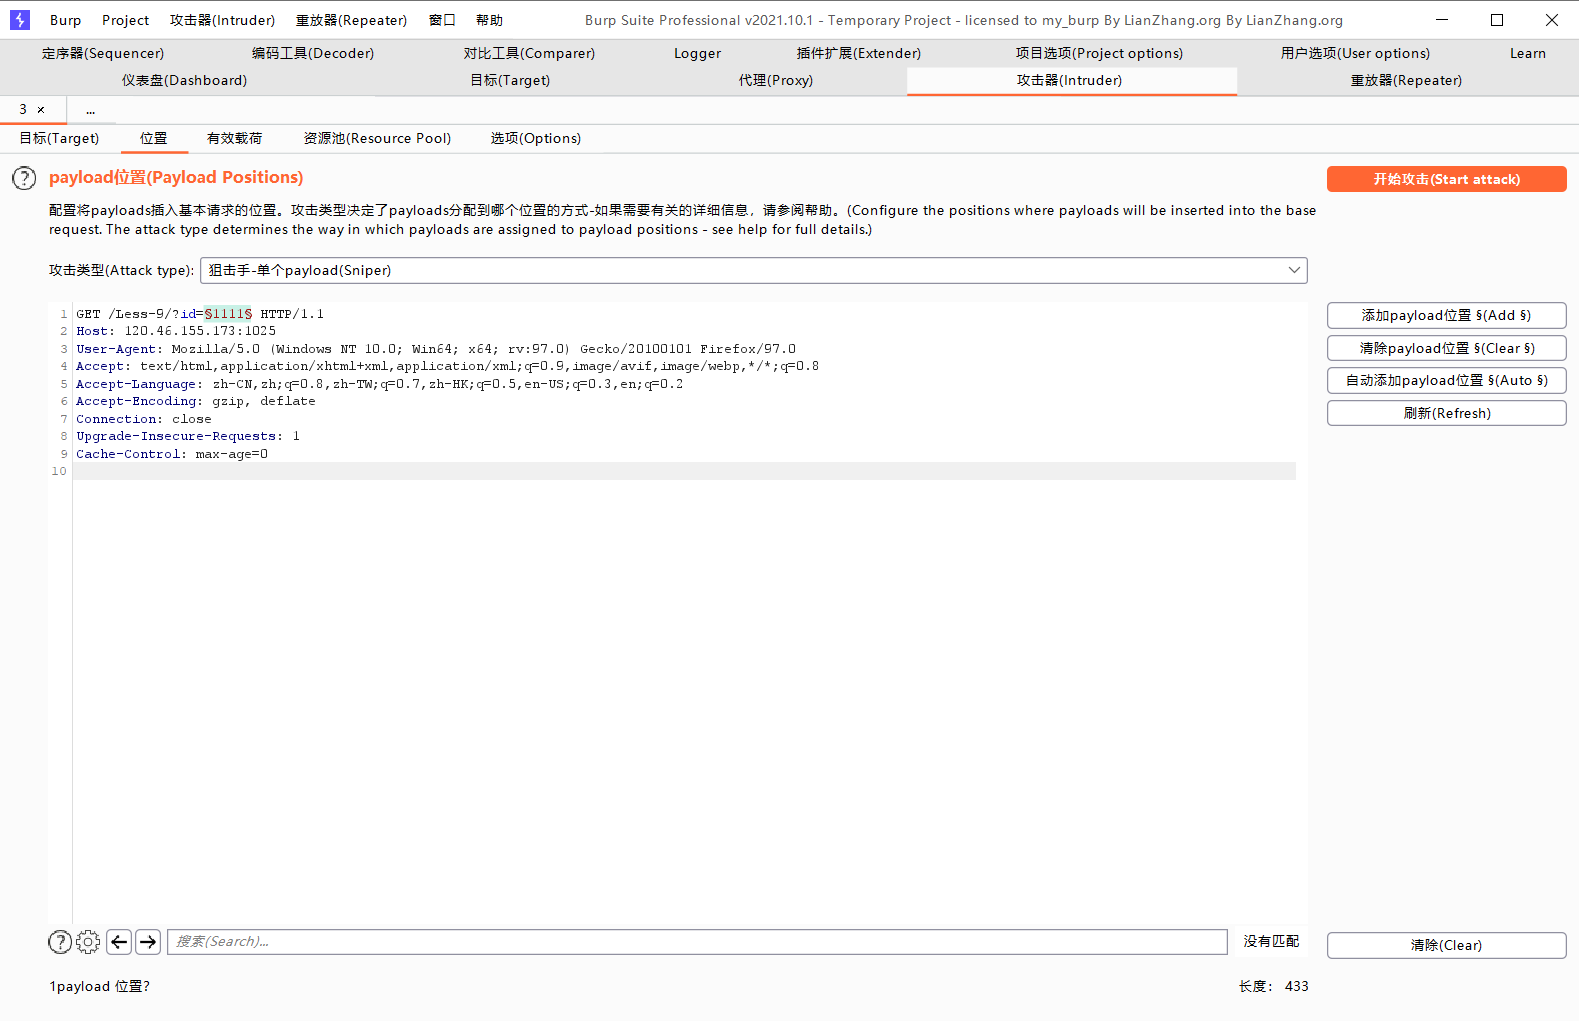 Burp Project 攻击器(Intruder) 重放器(Repeater) 窗口 帮助 Burp Suite Professional v2021.10.1 - Temporary Project - licensed to my_burp By LianZhang.org By LianZhang.org
定序器(Sequencer) 编码工具(Decoder) 对比工具(Comparer) Logger 插件扩展(Extender) 项目选项(Project options) 用户选项(User options) Learn
仪表盘(Dashboard) 目标(Target) 代理(Proxy) 攻击器(Intruder) 重放器(Repeater)
3 × ...
目标(Target) 位置 有效载荷 资源池(Resource Pool) 选项(Options)
payload位置(Payload Positions)
开始攻击(Start attack)
配置将payloads插入基本请求的位置。攻击类型决定了payloads分配到哪个位置的方式-如果需要有关的详细信息，请参阅帮助。(Configure the positions where payloads will be inserted into the base
request. The attack type determines the way in which payloads are assigned to payload positions - see help for full details.)
攻击类型(Attack type): 狙击手-单个payload(Sniper)
1 GET /Less-9/?id=§1111§ HTTP/1.1
2 Host: 120.46.155.173:1025
3 User-Agent: Mozilla/5.0 (Windows NT 10.0; Win64; x64; rv:97.0) Gecko/20100101 Firefox/97.0
4 Accept: text/html,application/xhtml+xml,application/xml;q=0.9,image/avif,image/webp,*/*;q=0.8
5 Accept-Language: zh-CN,zh;q=0.8,zh-TW;q=0.7,zh-HK;q=0.5,en-US;q=0.3,en;q=0.2
6 Accept-Encoding: gzip, deflate
7 Connection: close
8 Upgrade-Insecure-Requests: 1
9 Cache-Control: max-age=0
10
添加payload位置 §(Add §)
清除payload位置 §(Clear §)
自动添加payload位置 §(Auto §)
刷新(Refresh)
搜索(Search)... 没有匹配 清除(Clear)
1payload 位置? 长度: 433